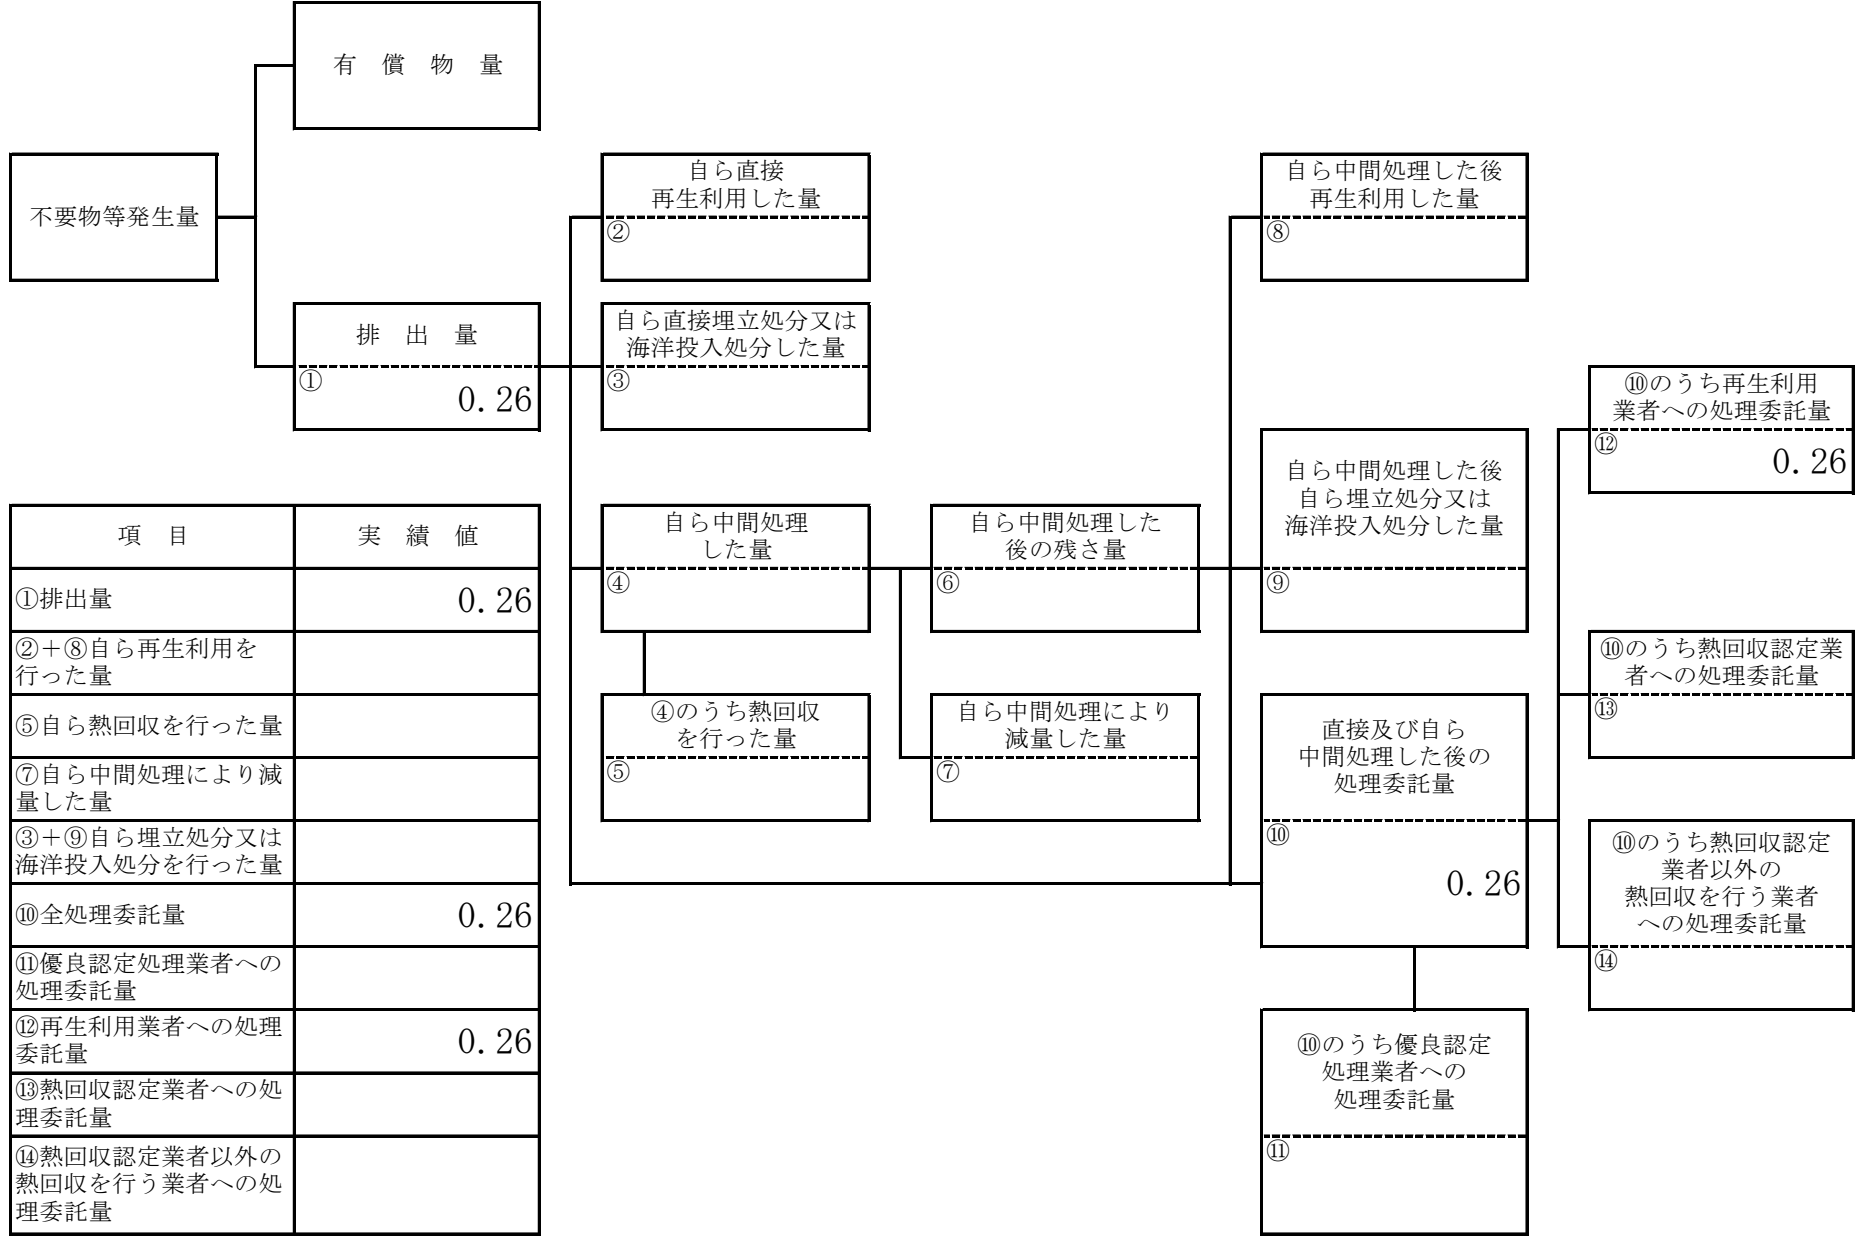 有　償　物　量
不要物等発生量
排　出　量
①
0.26
自ら直接
再生利用した量
②
自ら直接埋立処分又は
海洋投入処分した量
③
自ら中間処理
した量
④
④のうち熱回収
を行った量
⑤
自ら中間処理した
後の残さ量
⑥
自ら中間処理により
減量した量
⑦
自ら中間処理した後
再生利用した量
⑧
自ら中間処理した後
自ら埋立処分又は
海洋投入処分した量
⑨
直接及び自ら
中間処理した後の
処理委託量
⑩
0.26
⑩のうち優良認定
処理業者への
処理委託量
⑪
⑩のうち再生利用
業者への処理委託量
⑫
0.26
⑩のうち熱回収認定業
者への処理委託量
⑬
⑩のうち熱回収認定
業者以外の
熱回収を行う業者
への処理委託量
⑭
項　目
実　績　値
①排出量
0.26
②＋⑧自ら再生利用を
行った量
⑤自ら熱回収を行った量
⑦自ら中間処理により減
量した量
③＋⑨自ら埋立処分又は
海洋投入処分を行った量
⑩全処理委託量
0.26
⑪優良認定処理業者への
処理委託量
⑫再生利用業者への処理
委託量
0.26
⑬熱回収認定業者への処
理委託量
⑭熱回収認定業者以外の
熱回収を行う業者への処
理委託量